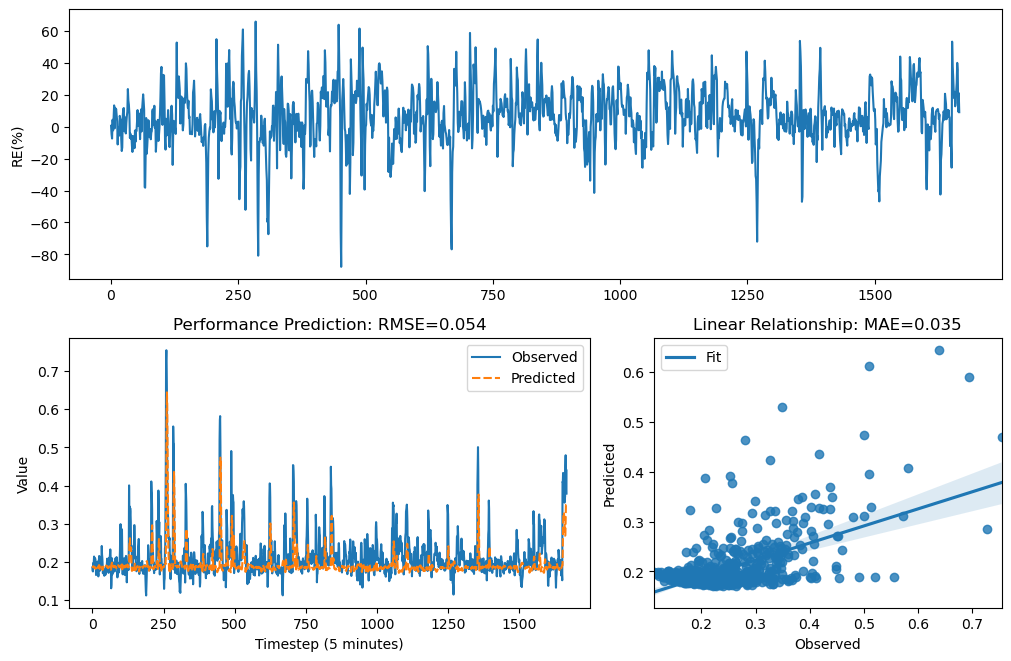 60
40
20
0
−20
−40
−60
−80
RE(%)
0 250 500 750 1000 1250 1500
Performance Prediction: RMSE=0.054
0.7
0.6
0.5
0.4
0.3
0.2
0.1
Value
Observed
Predicted
0 250 500 750 1000 1250 1500
Timestep (5 minutes)
Linear Relationship: MAE=0.035
Fit
0.6
0.5
0.4
0.3
0.2
Predicted
0.2 0.3 0.4 0.5 0.6 0.7
Observed